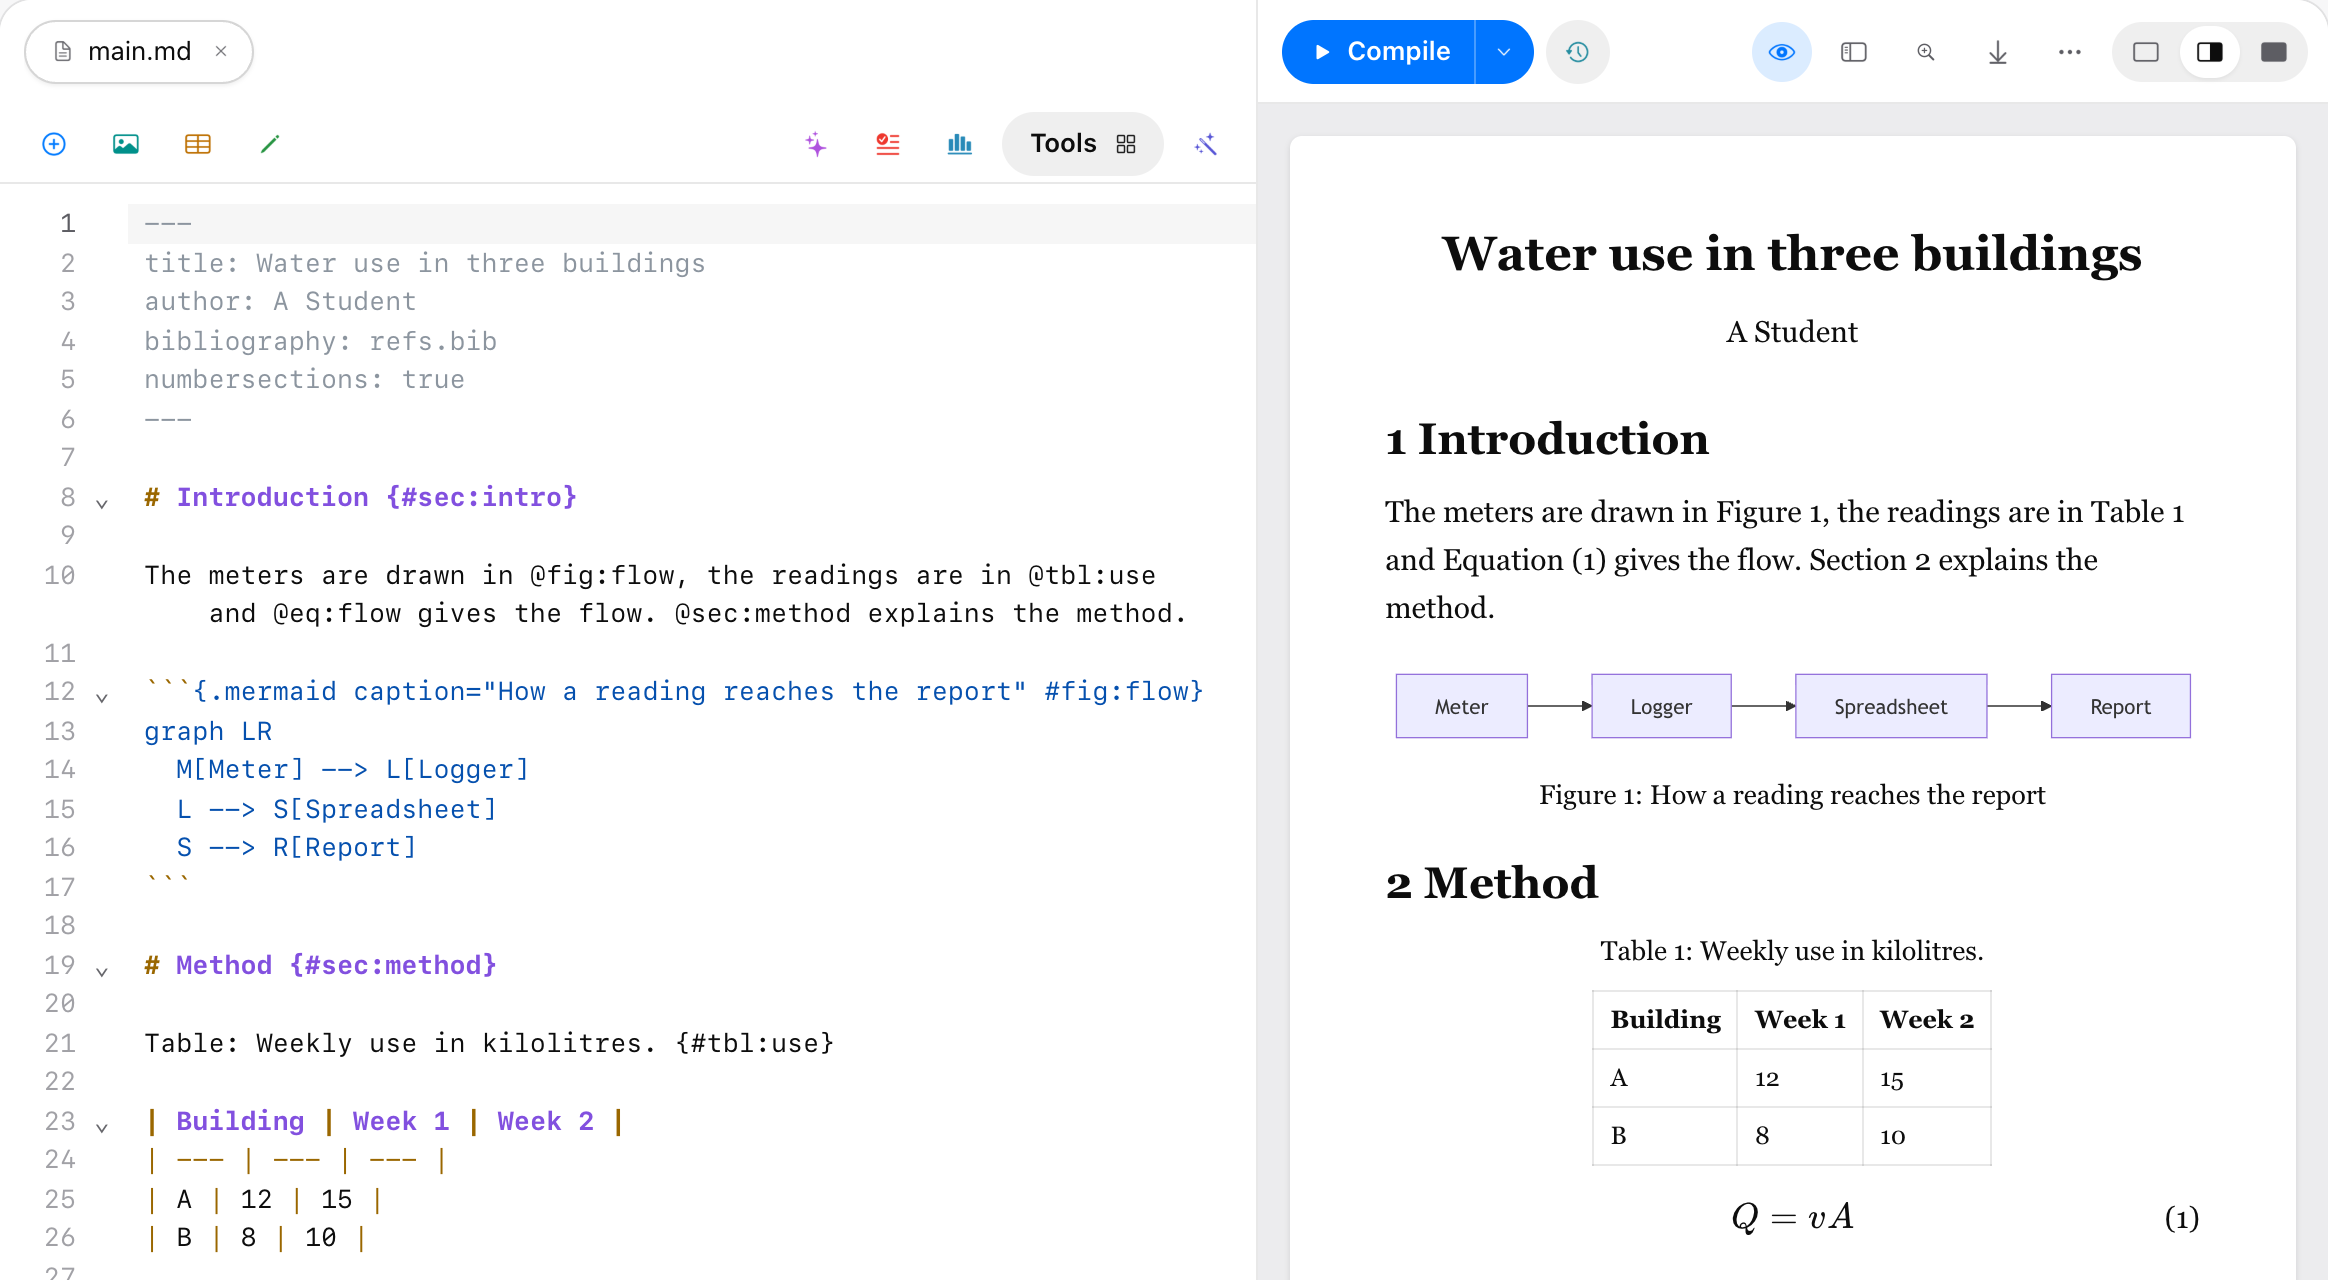 main.md ×
Compile
Tools
1 ---
2 title: Water use in three buildings
3 author: A Student
4 bibliography: refs.bib
5 numbersections: true
6 ---
7
8 # Introduction {#sec:intro}
9
10 The meters are drawn in @fig:flow, the readings are in @tbl:use
and @eq:flow gives the flow. @sec:method explains the method.
11
12 ```{.mermaid caption="How a reading reaches the report" #fig:flow}
13 graph LR
14 M[Meter] --> L[Logger]
15 L --> S[Spreadsheet]
16 S --> R[Report]
17 ```
18
19 # Method {#sec:method}
20
21 Table: Weekly use in kilolitres. {#tbl:use}
22
23 | Building | Week 1 | Week 2 |
24 | --- | --- | --- |
25 | A | 12 | 15 |
26 | B | 8 | 10 |
27
Water use in three buildings
A Student
1 Introduction
The meters are drawn in Figure 1, the readings are in Table 1
and Equation (1) gives the flow. Section 2 explains the
method.
Meter Logger Spreadsheet Report
Figure 1: How a reading reaches the report
2 Method
Table 1: Weekly use in kilolitres.
Building Week 1 Week 2
A 12 15
B 8 10
Q = vA (1)